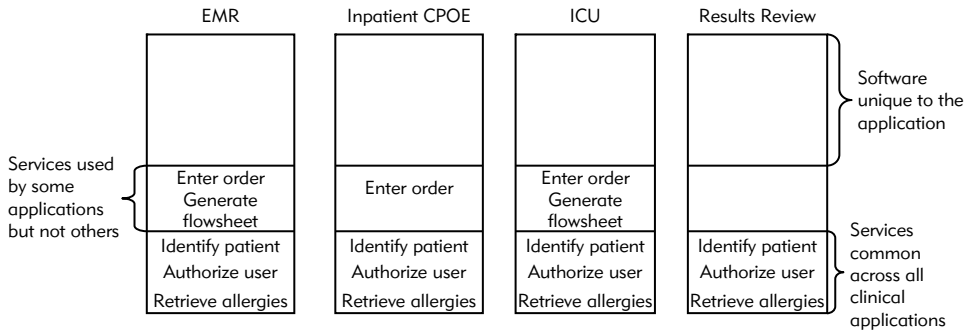 EMR
Inpatient CPOE
ICU
Results Review
Software
unique to the
application
Services used
by some
applications
but not others
Enter order
Generate
flowsheet
Enter order
Enter order
Generate
flowsheet
Identify patient
Authorize user
Retrieve allergies
Identify patient
Authorize user
Retrieve allergies
Identify patient
Authorize user
Retrieve allergies
Identify patient
Authorize user
Retrieve allergies
Services
common
across all
clinical
applications